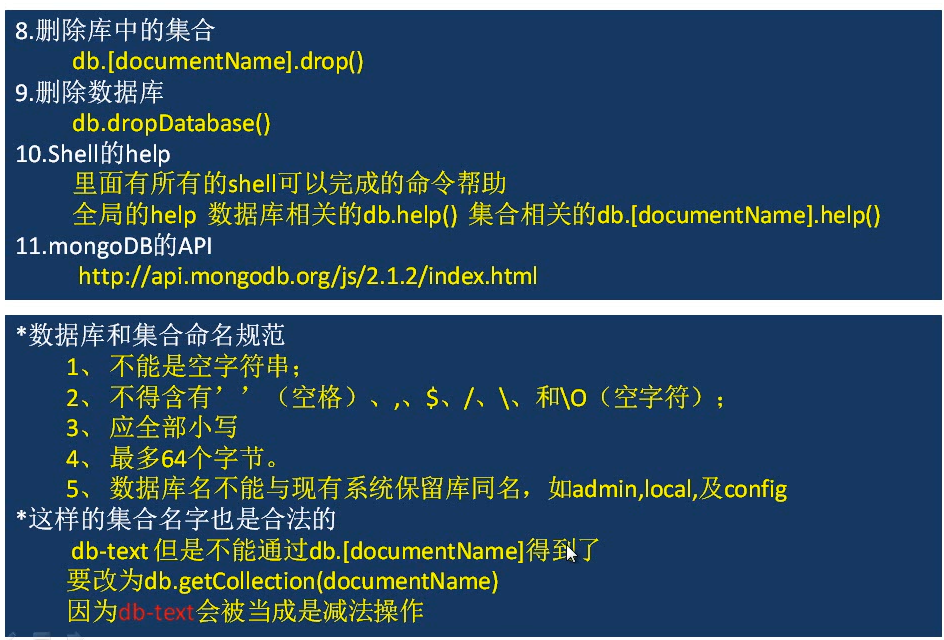 8.删除库中的集合
db.[documentName].drop()
9.删除数据库
db.dropDatabase()
10.Shell的help
里面有所有的shell可以完成的命令帮助
全局的help 数据库相关的db.help() 集合相关的db.[documentName].help()
11.mongoDB的API
http://api.mongodb.org/js/2.1.2/index.html
*数据库和集合命名规范
1、 不能是空字符串;
2、 不得含有’ ’（空格）、,、$、/、\、和\O（空字符）;
3、 应全部小写
4、 最多64个字节。
5、 数据库名不能与现有系统保留库同名，如admin,local,及config
*这样的集合名字也是合法的
db-text 但是不能通过db.[documentName]得到了
要改为db.getCollection(documentName)
因为db-text会被当成是减法操作